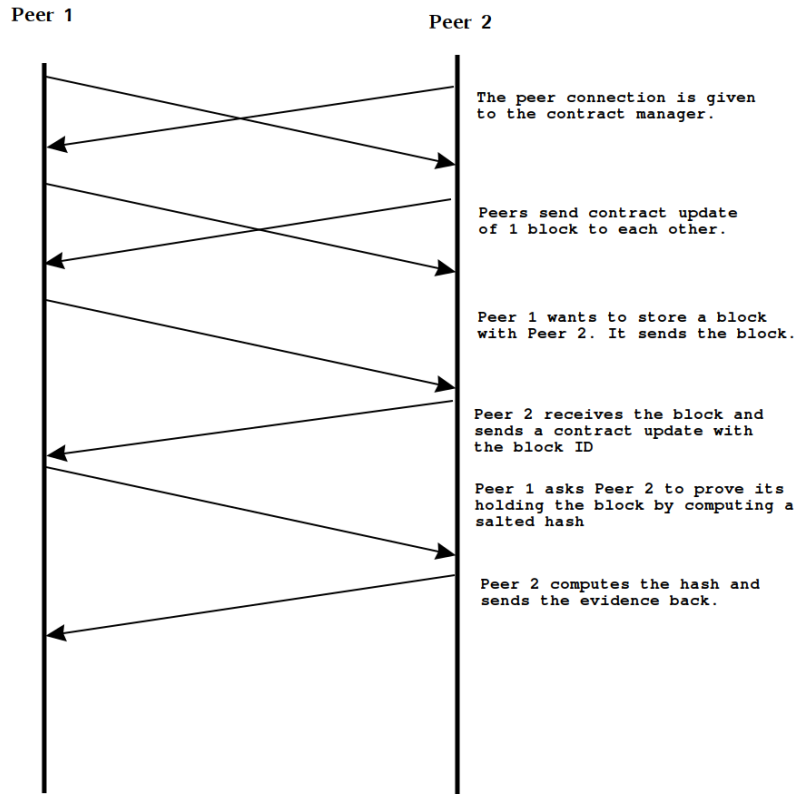 Peer 1
Peer 2
The peer connection is given
to the contract manager.
Peers send contract update
of 1 block to each other.
Peer 1 wants to store a block
with Peer 2. It sends the block.
Peer 2 receives the block and
sends a contract update with
the block ID
Peer 1 asks Peer 2 to prove its
holding the block by computing a
salted hash
Peer 2 computes the hash and
sends the evidence back.